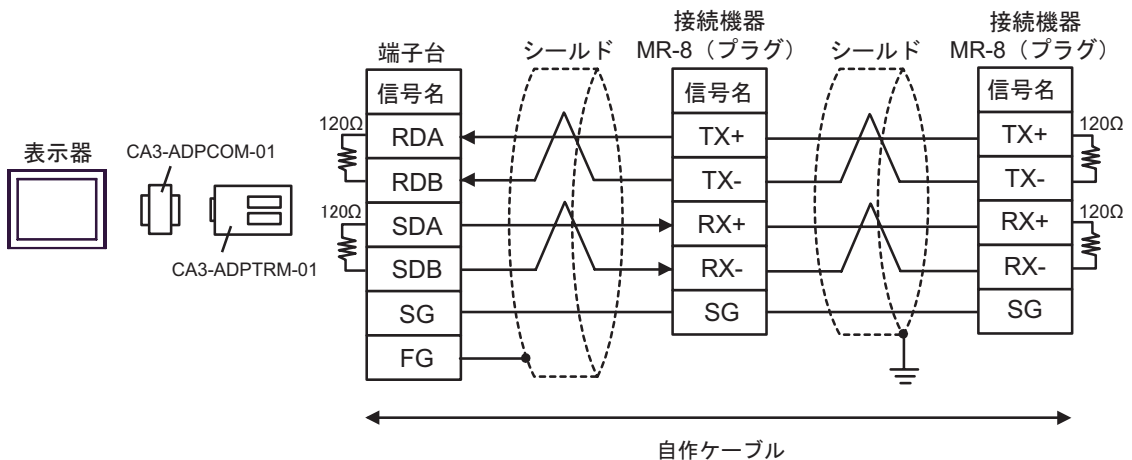 接続機器
MR-8（プラグ）
接続機器
MR-8（プラグ）
端子台
シールド
シールド
信号名
RDA
RDB
SDA
SDB
SG
FG
120Ω
120Ω
表示器
CA3-ADPCOM-01
CA3-ADPTRM-01
信号名
TX+
TX-
RX+
RX-
SG
信号名
TX+
TX-
RX+
RX-
SG
120Ω
120Ω
自作ケーブル